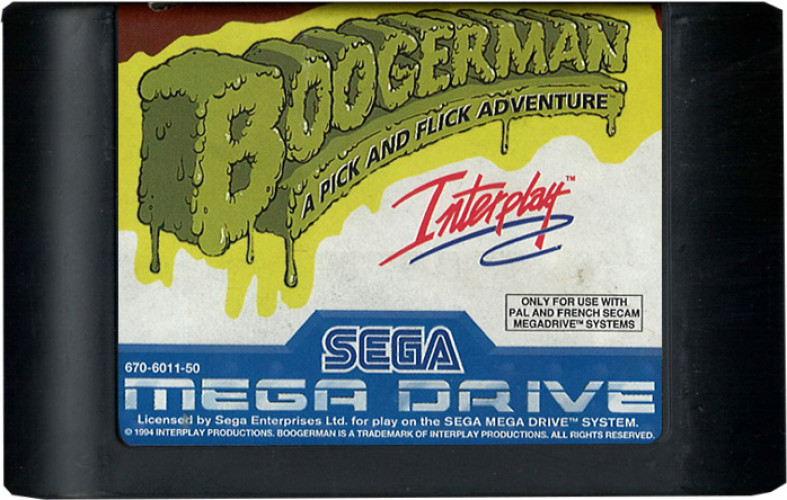 BOOGERMAN
A PICK AND FLICK ADVENTURE
Interplay™
ONLY FOR USE WITH
PAL AND FRENCH SECAM
MEGADRIVE™ SYSTEMS
SEGA
670-6011-50
MEGA DRIVE
Licensed by Sega Enterprises Ltd. for play on the SEGA MEGA DRIVE™ SYSTEM.
© 1994 INTERPLAY PRODUCTIONS. BOOGERMAN IS A TRADEMARK OF INTERPLAY PRODUCTIONS. ALL RIGHTS RESERVED.